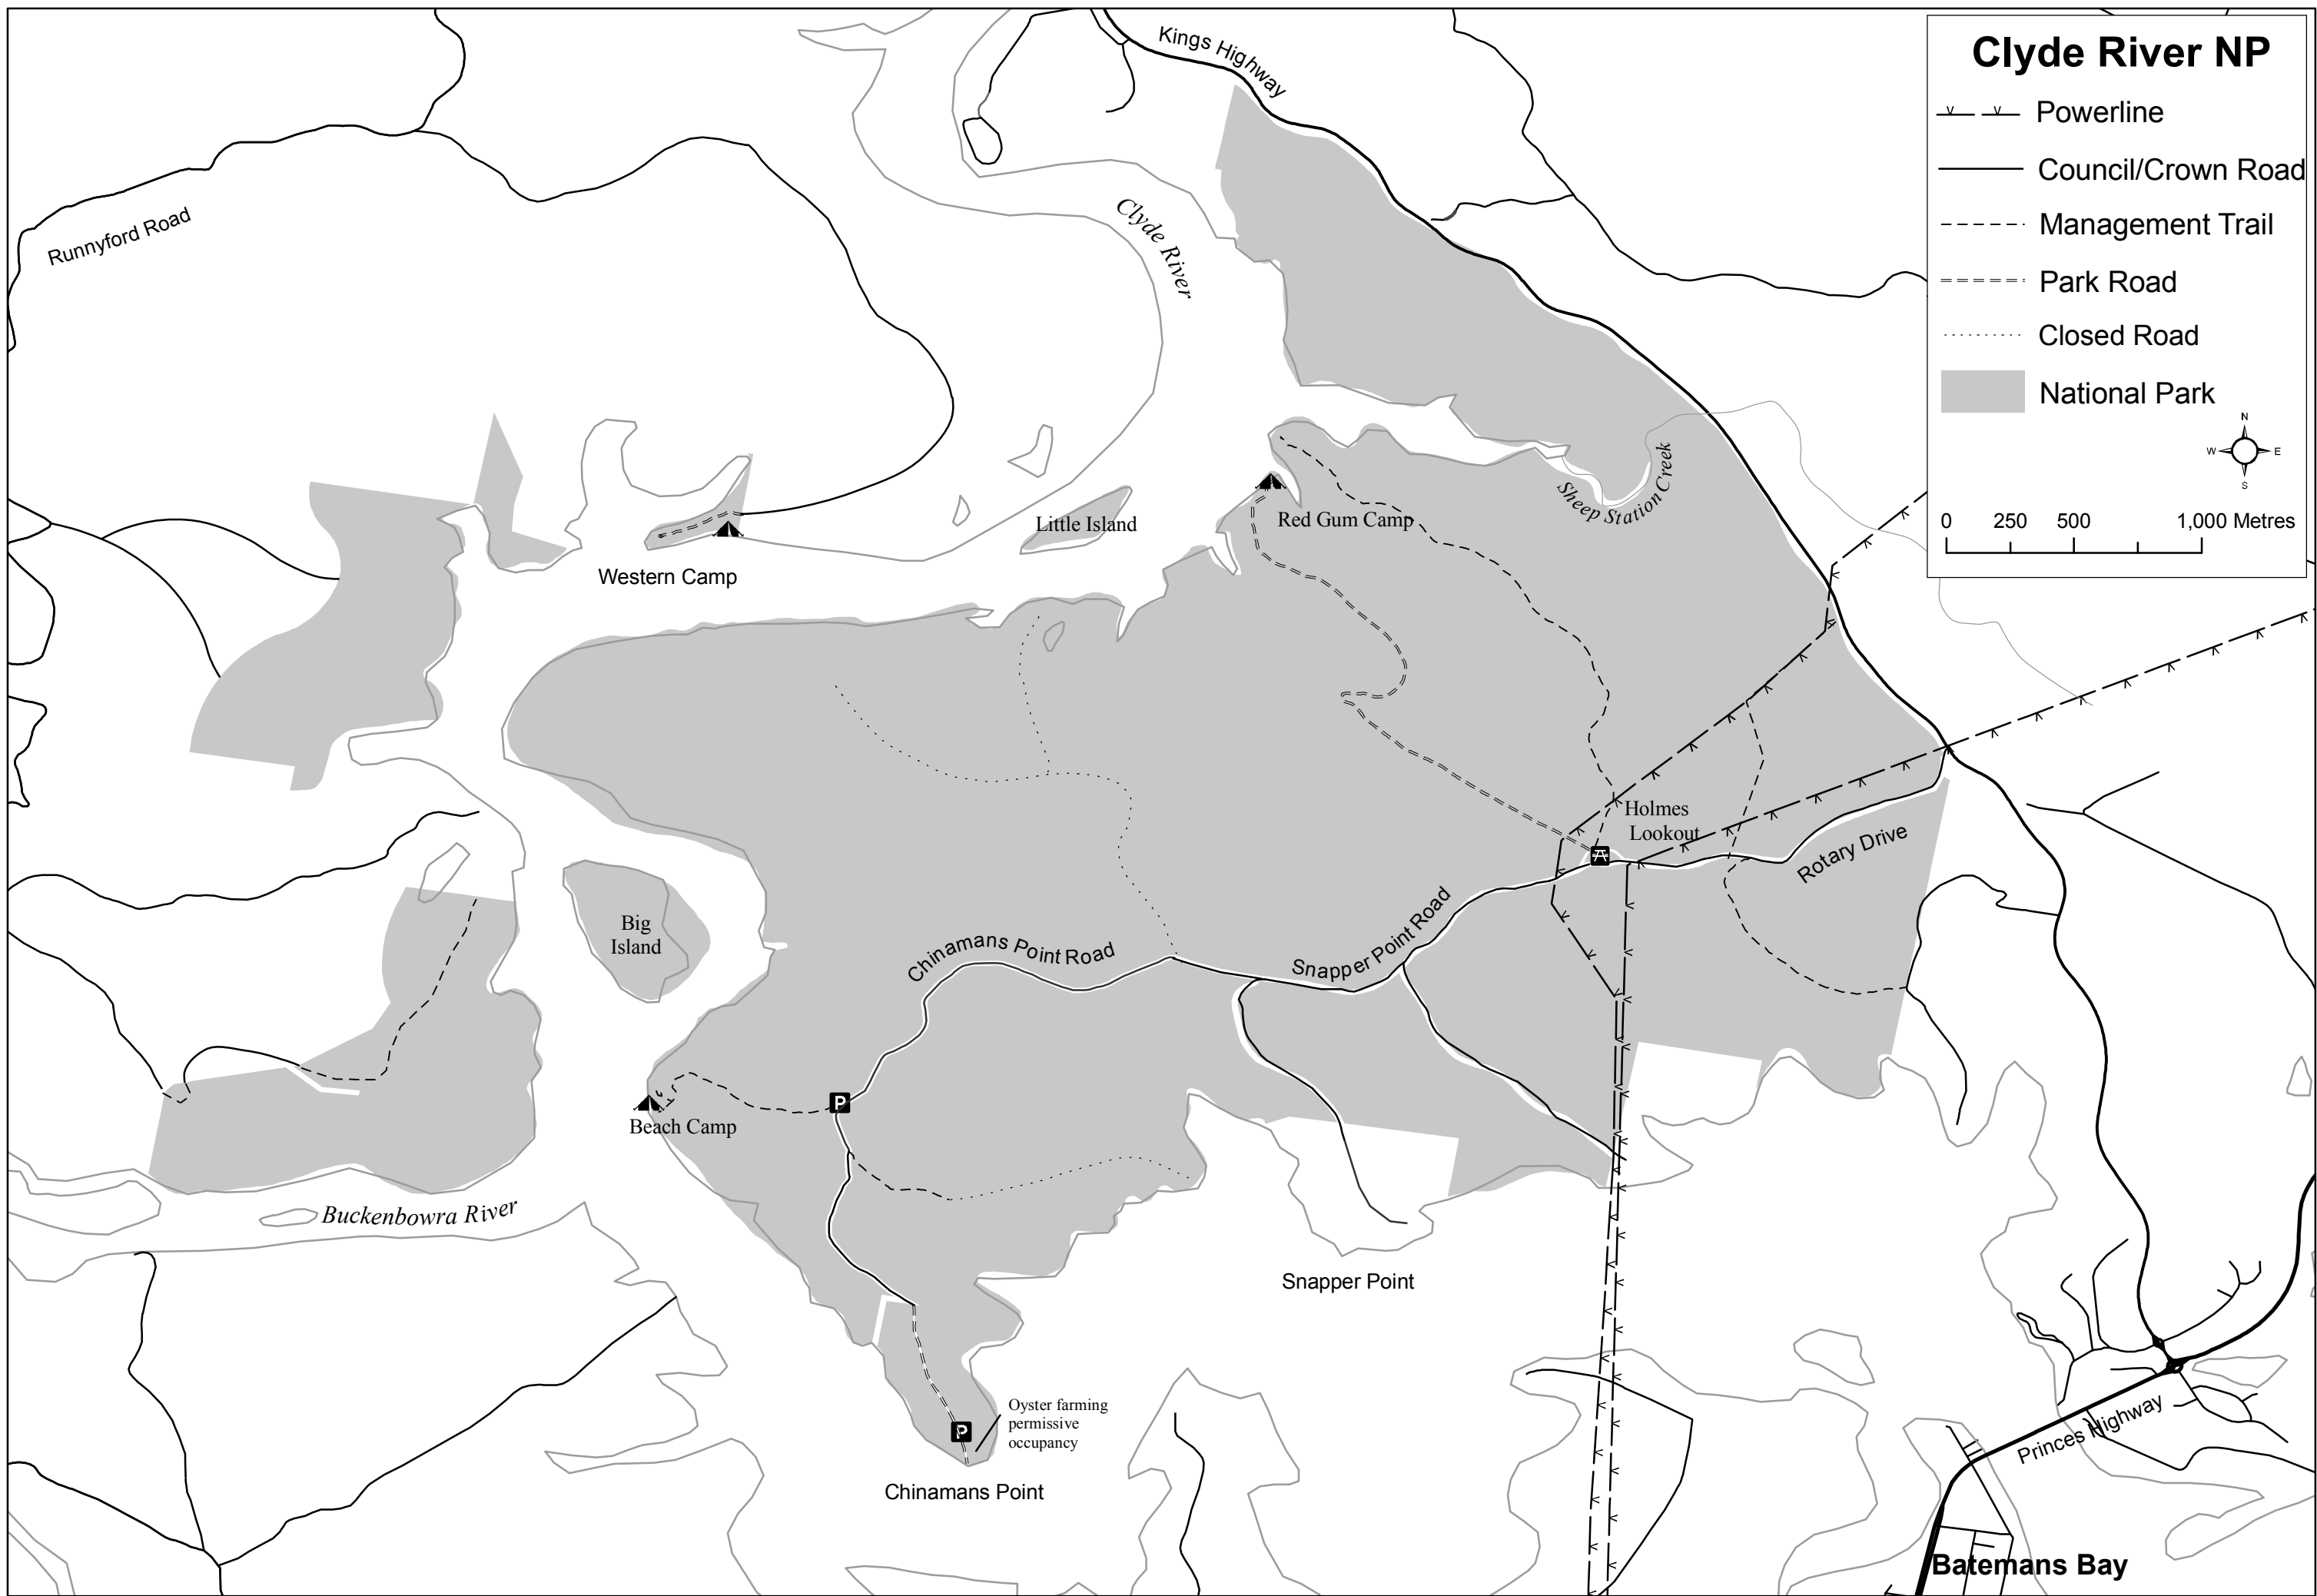 Clyde River NP
Powerline
Council/Crown Road
Management Trail
Park Road
Closed Road
National Park
N
W E
S
0 250 500 1,000 Metres
Kings Highway
Runnyford Road
Clyde River
Sheep Station Creek
Little Island
Red Gum Camp
Western Camp
Holmes
Lookout
Rotary Drive
Big
Island
Chinamans Point Road
Snapper Point Road
P
Beach Camp
Buckenbowra River
Snapper Point
P
Oyster farming
permissive
occupancy
Chinamans Point
Princes Highway
Batemans Bay